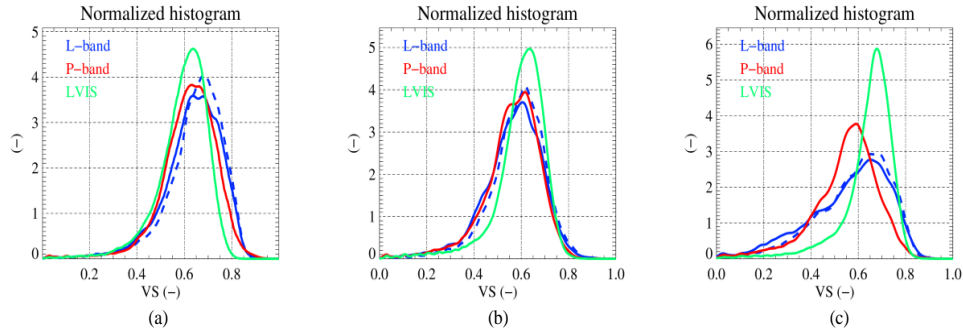 Normalized histogram
5
4
3
2
1
0
L-band
P-band
LVIS
(-)
0.2 0.4 0.6 0.8
VS (-)
(a)
Normalized histogram
5
4
3
2
1
0
L-band
P-band
LVIS
(-)
0.0 0.2 0.4 0.6 0.8 1.0
VS (-)
(b)
Normalized histogram
6
5
4
3
2
1
0
L-band
P-band
LVIS
(-)
0.0 0.2 0.4 0.6 0.8 1.0
VS (-)
(c)